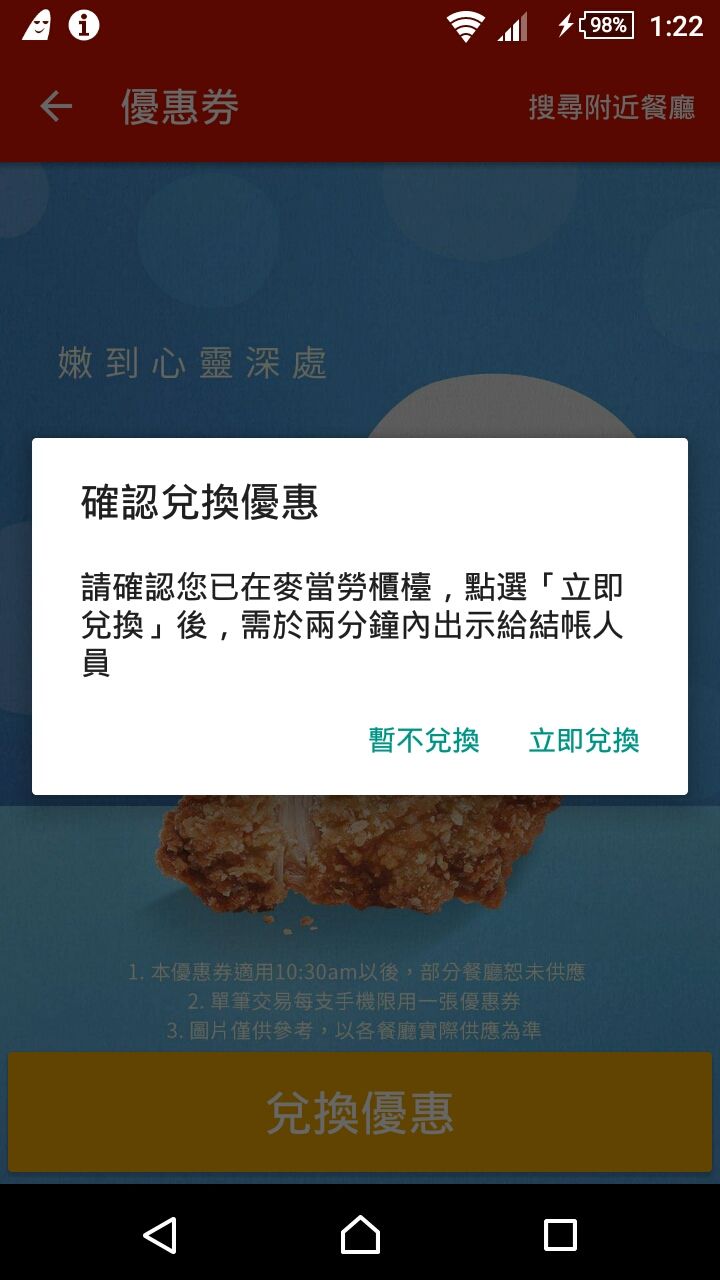 98%
1:22
優惠券
搜尋附近餐廳
嫩到心靈深處
確認兌換優惠
請確認您已在麥當勞櫃檯，點選「立即
兌換」後，需於兩分鐘內出示給結帳人
員
暫不兌換
立即兌換
1. 本優惠券適用10:30am以後，部分餐廳恕未供應
2. 單筆交易每支手機限用一張優惠券
3. 圖片僅供參考，以各餐廳實際供應為準
兌換優惠